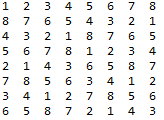 1 2 3 4 5 6 7 8
8 7 6 5 4 3 2 1
4 3 2 1 8 7 6 5
5 6 7 8 1 2 3 4
2 1 4 3 6 5 8 7
7 8 5 6 3 4 1 2
3 4 1 2 7 8 5 6
6 5 8 7 2 1 4 3